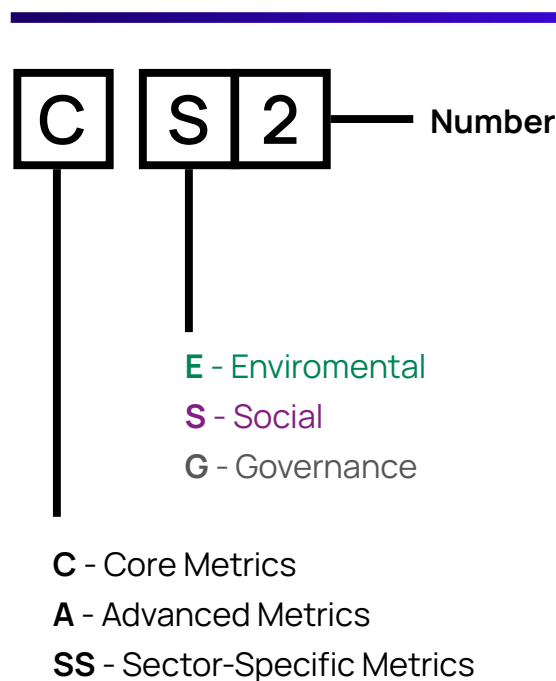 C S 2 Number
E - Enviromental
S - Social
G - Governance
C - Core Metrics
A - Advanced Metrics
SS - Sector-Specific Metrics